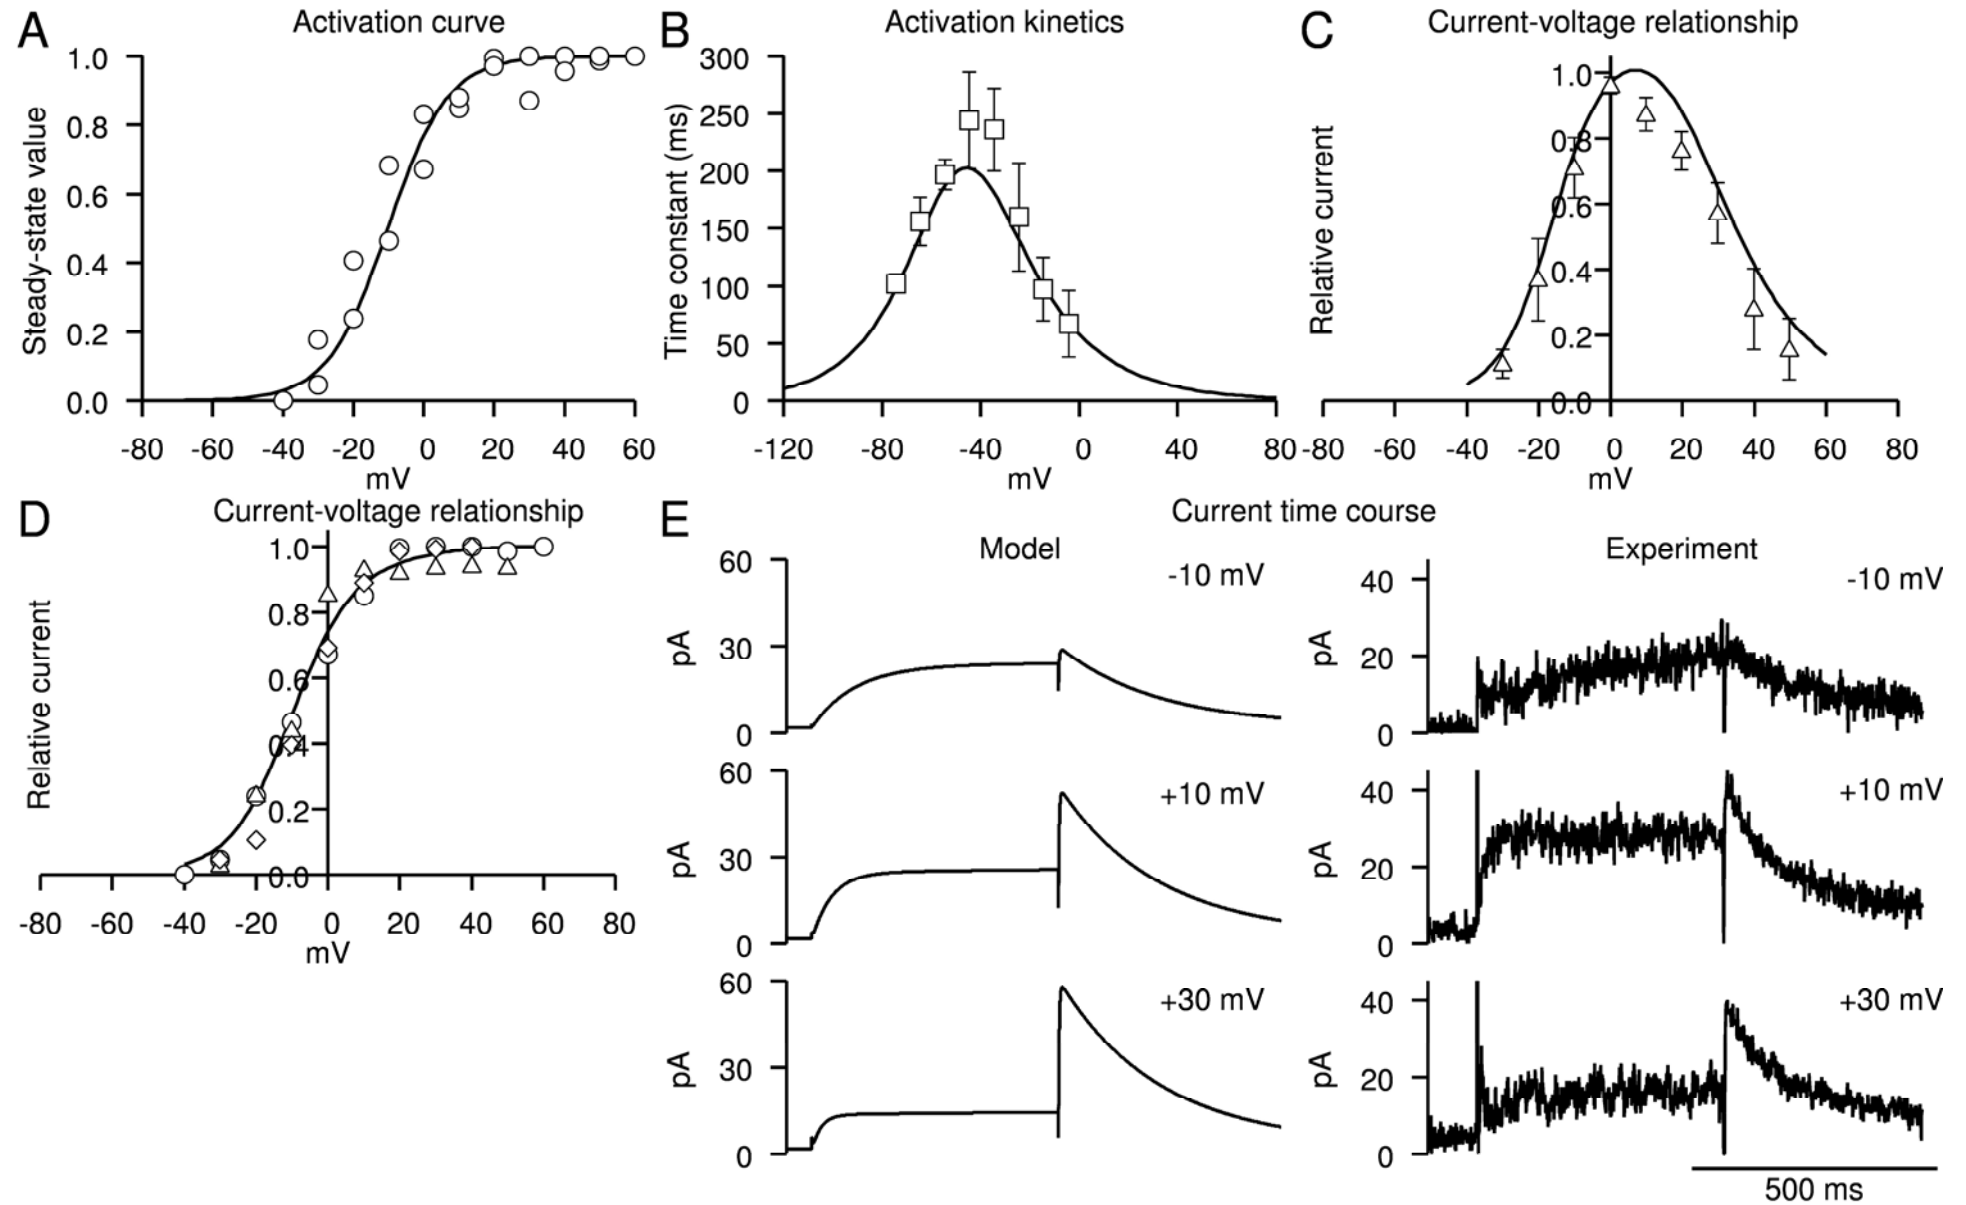 A Activation curve
Steady-state value
1.0
0.8
0.6
0.4
0.2
0.0
-80 -60 -40 -20 0 20 40 60
mV
B Activation kinetics
Time constant (ms)
300
250
200
150
100
50
0
-120 -80 -40 0 40 80
mV
C Current-voltage relationship
Relative current
1.0
0.8
0.6
0.4
0.2
0.0
-80 -60 -40 -20 0 20 40 60 80
mV
D Current-voltage relationship
Relative current
1.0
0.8
0.6
0.4
0.2
0.0
-80 -60 -40 -20 0 20 40 60 80
mV
E Current time course
Model
60
30
0
pA
-10 mV
60
30
0
pA
+10 mV
60
30
0
pA
+30 mV
Experiment
40
20
0
pA
-10 mV
40
20
0
pA
+10 mV
40
20
0
pA
+30 mV
500 ms